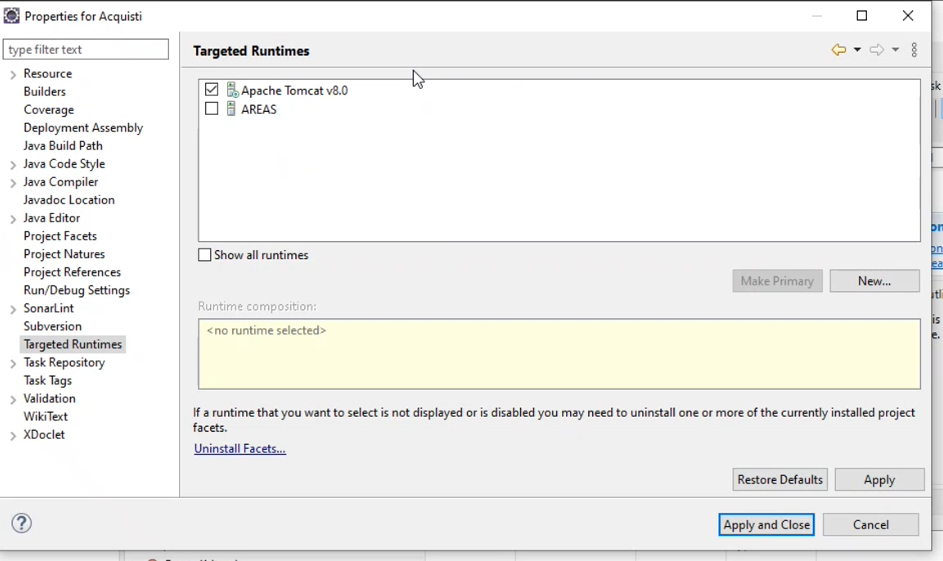 Properties for Acquisti
type filter text
Resource
Builders
Coverage
Deployment Assembly
Java Build Path
Java Code Style
Java Compiler
Javadoc Location
Java Editor
Project Facets
Project Natures
Project References
Run/Debug Settings
SonarLint
Subversion
Targeted Runtimes
Task Repository
Task Tags
Validation
WikiText
XDoclet
Targeted Runtimes
Apache Tomcat v8.0
AREAS
Show all runtimes
Make Primary
New...
Runtime composition:
<no runtime selected>
If a runtime that you want to select is not displayed or is disabled you may need to uninstall one or more of the currently installed project
facets.
Uninstall Facets...
Restore Defaults
Apply
?
Apply and Close
Cancel